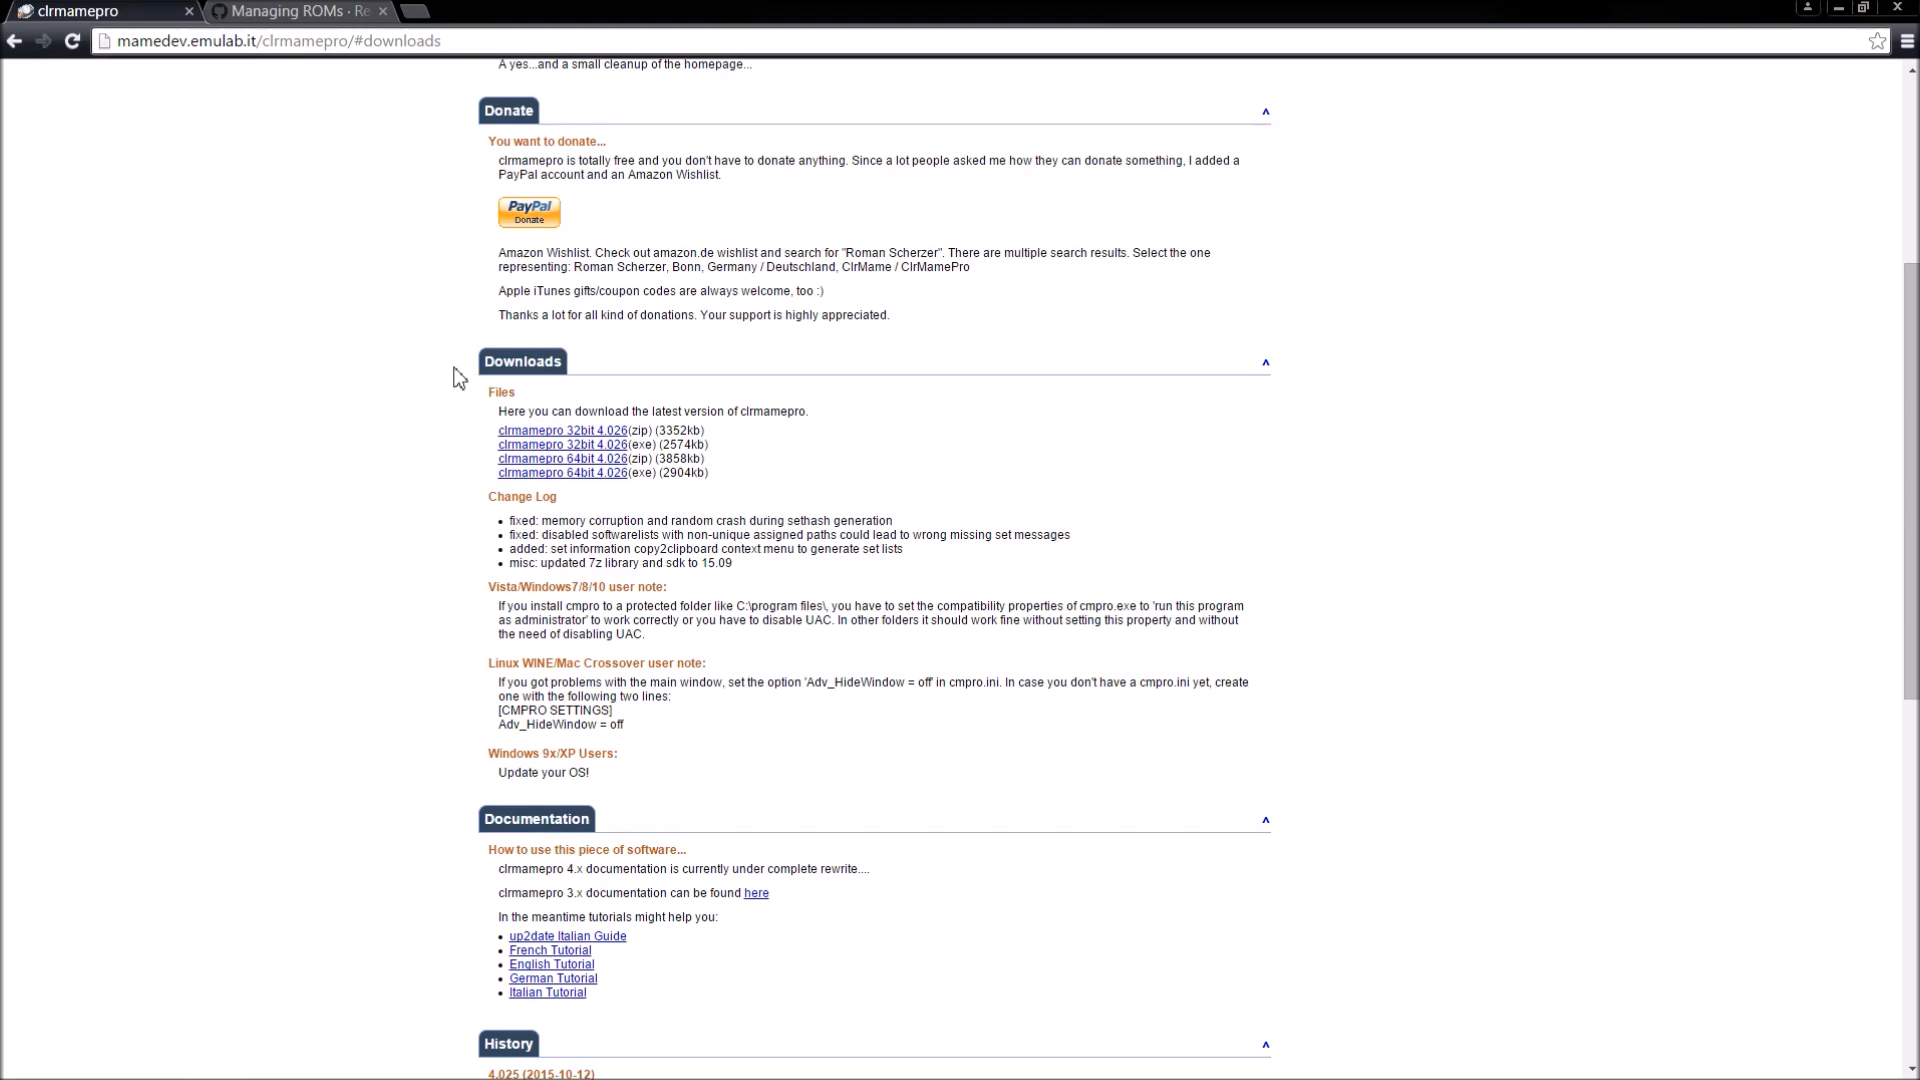 clrmamepro
Managing ROMs · Re
mamedev.emulab.it/clrmamepro/#downloads
A yes...and a small cleanup of the homepage...
Donate
^
You want to donate...
clrmamepro is totally free and you don't have to donate anything. Since a lot people asked me how they can donate something, I added a
PayPal account and an Amazon Wishlist.
PayPal
Donate
Amazon Wishlist. Check out amazon.de wishlist and search for "Roman Scherzer". There are multiple search results. Select the one
representing: Roman Scherzer, Bonn, Germany / Deutschland, ClrMame / ClrMamePro
Apple iTunes gifts/coupon codes are always welcome, too :)
Thanks a lot for all kind of donations. Your support is highly appreciated.
Downloads
^
Files
Here you can download the latest version of clrmamepro.
clrmamepro 32bit 4.026(zip) (3352kb)
clrmamepro 32bit 4.026(exe) (2574kb)
clrmamepro 64bit 4.026(zip) (3858kb)
clrmamepro 64bit 4.026(exe) (2904kb)
Change Log
• fixed: memory corruption and random crash during sethash generation
• fixed: disabled softwarelists with non-unique assigned paths could lead to wrong missing set messages
• added: set information copy2clipboard context menu to generate set lists
• misc: updated 7z library and sdk to 15.09
Vista/Windows7/8/10 user note:
If you install cmpro to a protected folder like C:\program files\, you have to set the compatibility properties of cmpro.exe to 'run this program
as administrator' to work correctly or you have to disable UAC. In other folders it should work fine without setting this property and without
the need of disabling UAC.
Linux WINE/Mac Crossover user note:
If you got problems with the main window, set the option 'Adv_HideWindow = off' in cmpro.ini. In case you don't have a cmpro.ini yet, create
one with the following two lines:
[CMPRO SETTINGS]
Adv_HideWindow = off
Windows 9x/XP Users:
Update your OS!
Documentation
^
How to use this piece of software...
clrmamepro 4.x documentation is currently under complete rewrite....
clrmamepro 3.x documentation can be found here
In the meantime tutorials might help you:
• up2date Italian Guide
• French Tutorial
• English Tutorial
• German Tutorial
• Italian Tutorial
History
^
4.025 (2015-10-12)